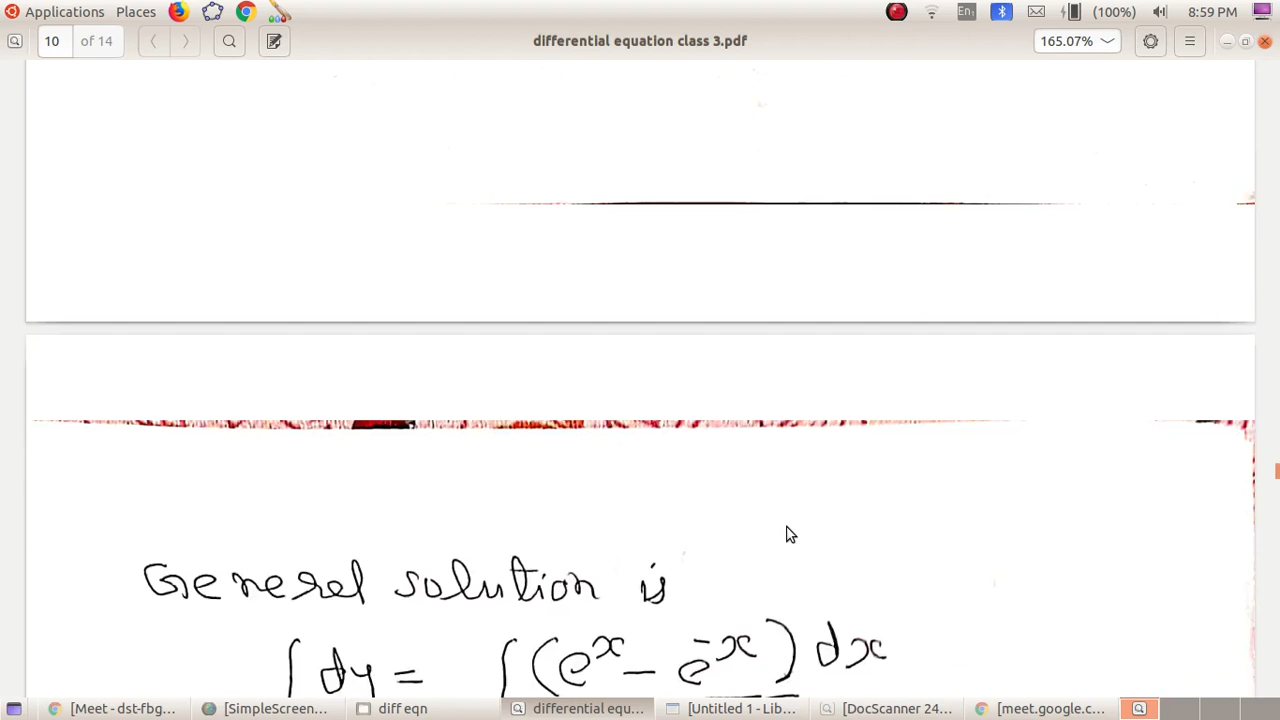 Applications Places En₁ (100%) 8:59 PM
10 of 14 differential equation class 3.pdf 165.07%
General solution is
∫ dy = ∫ (eˣ − e⁻ˣ) dx
[Meet - dst-fbg... [SimpleScreen... diff eqn differential equ... [Untitled 1 - Lib... [DocScanner 24... [meet.google.c...